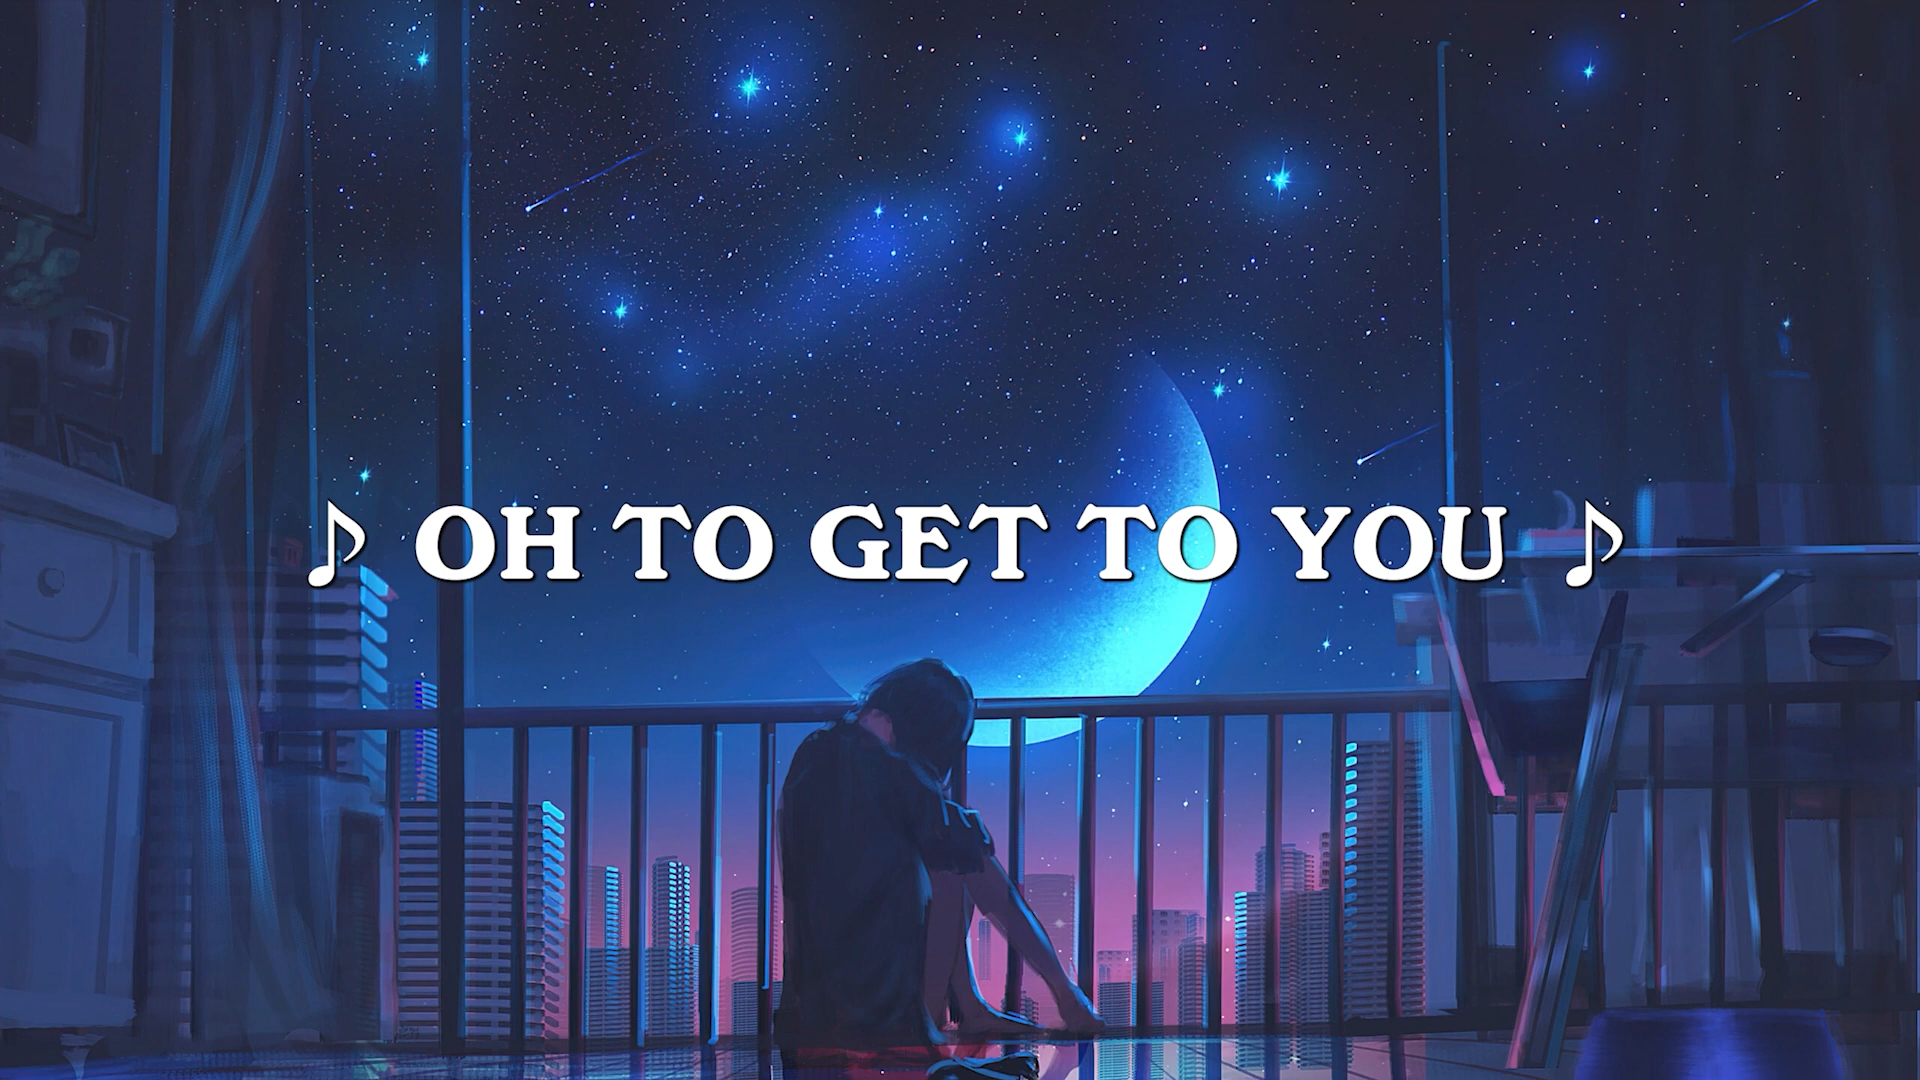 ♪ OH TO GET TO YOU ♪